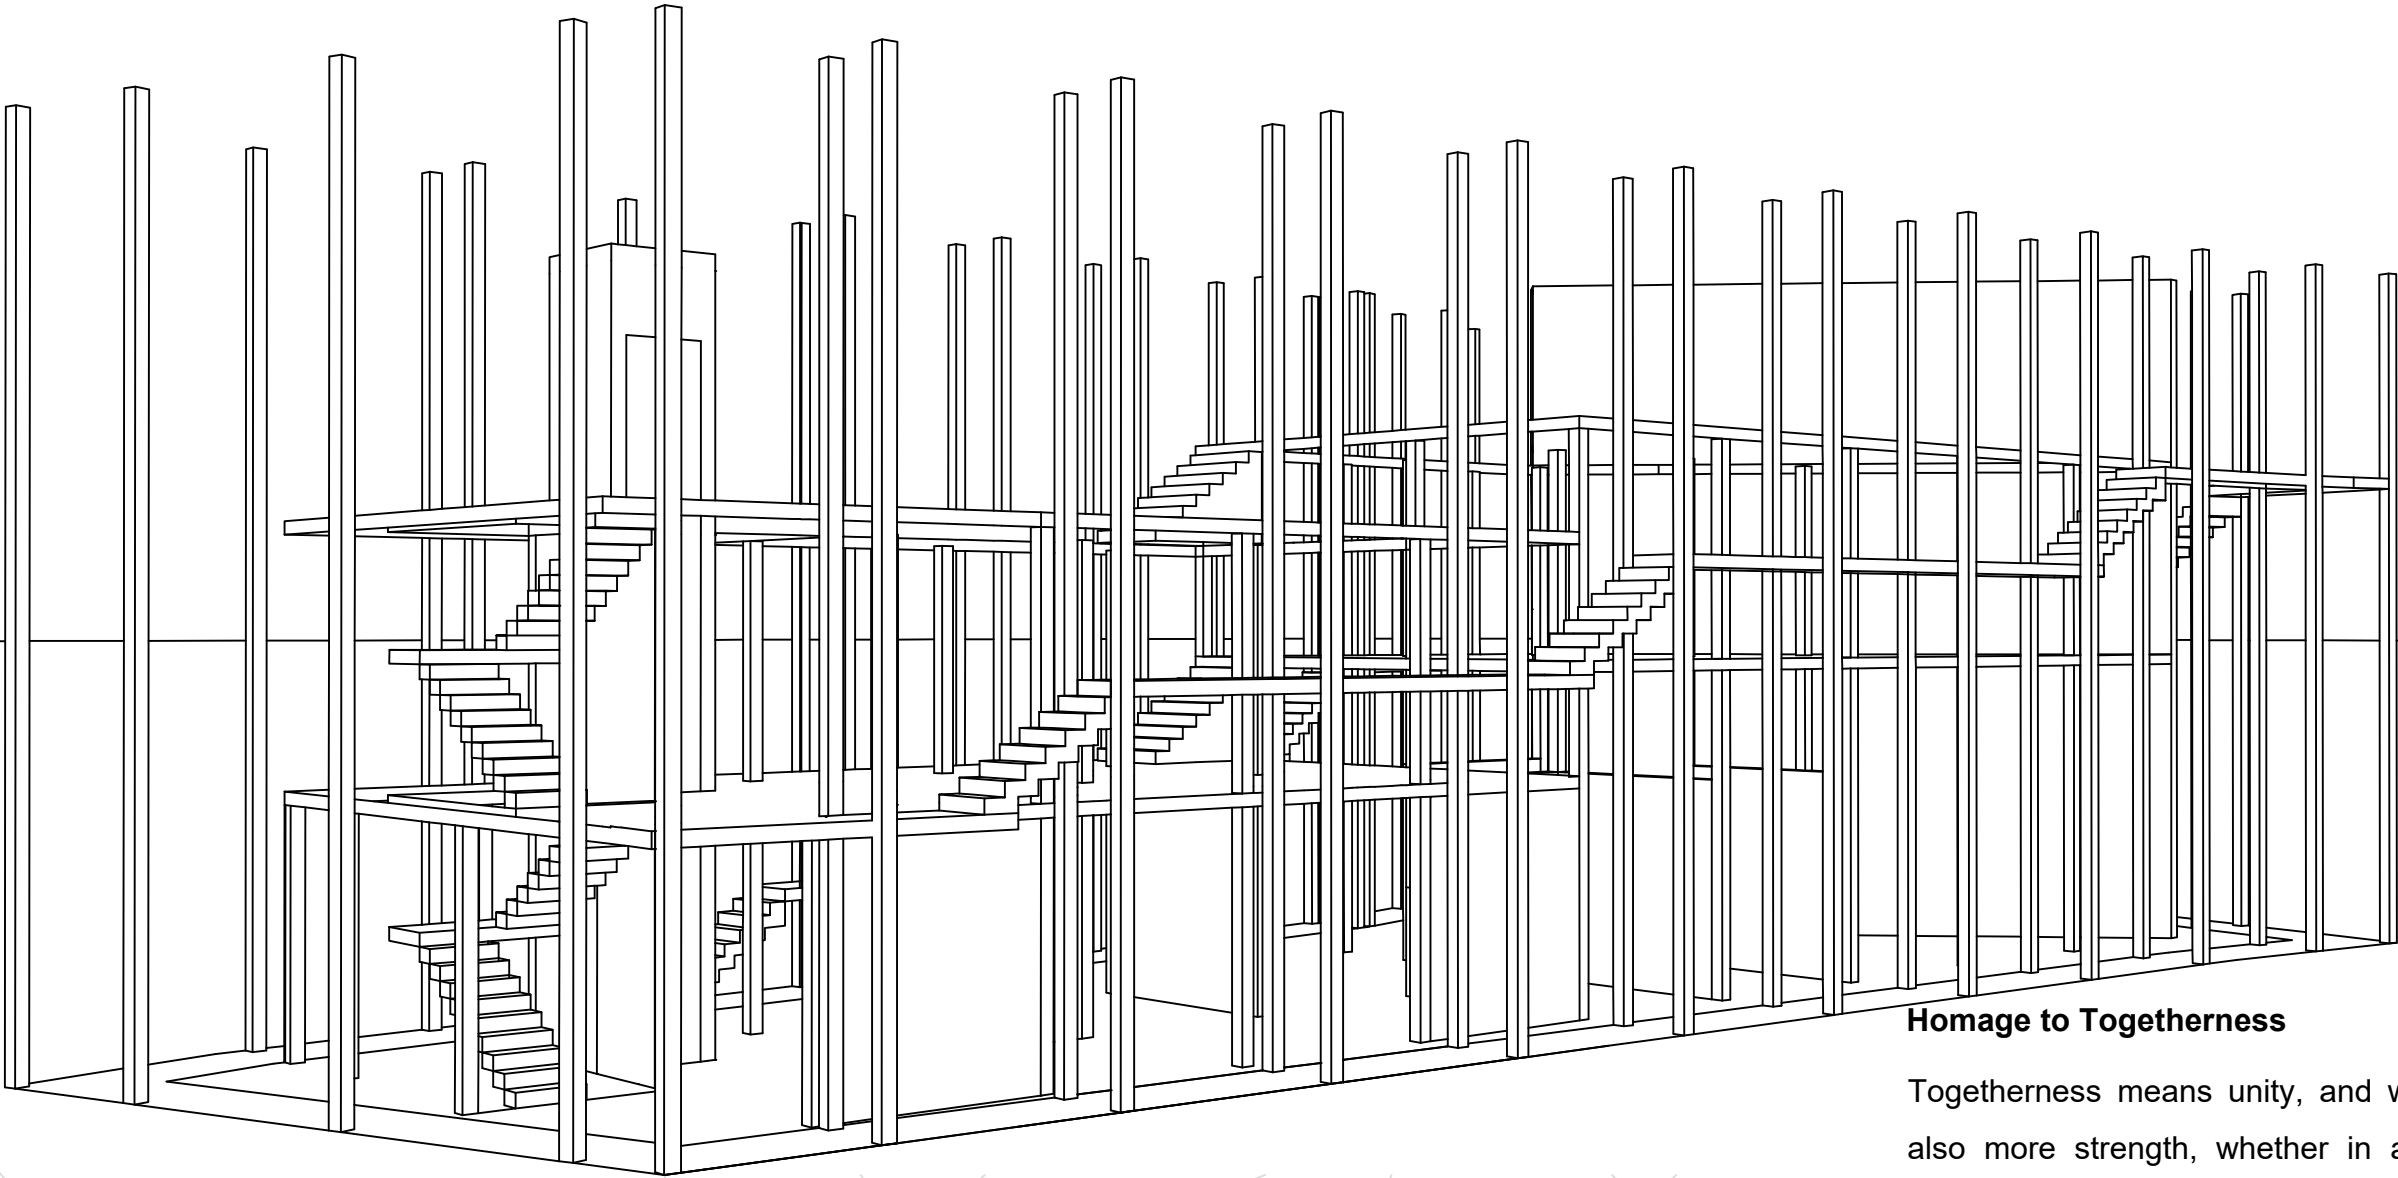 Homage to Togetherness
Togetherness means unity, and
also more strength, whether in